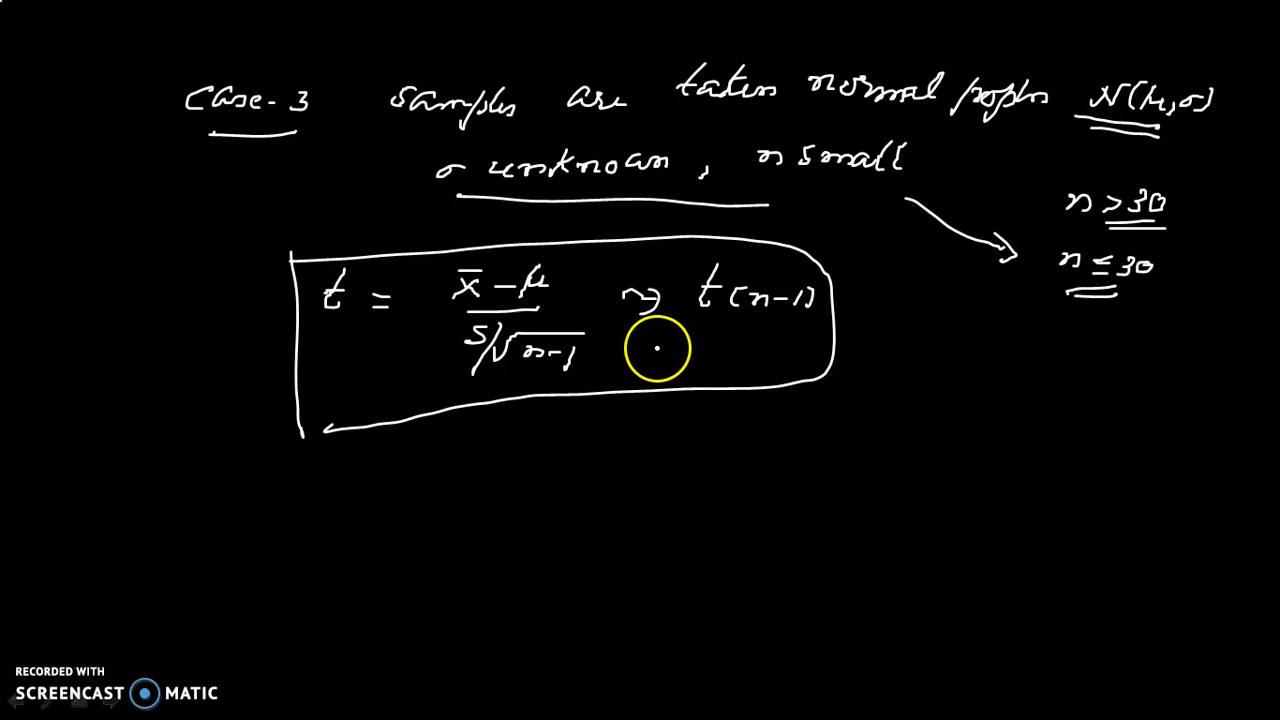 Case-3 samples are taken normal popln N(μ,σ)
σ unknown, n small
n > 30
n ≤ 30
t = x̄ - μ / s/√n-1 ~ t(n-1)
RECORDED WITH
SCREENCAST MATIC